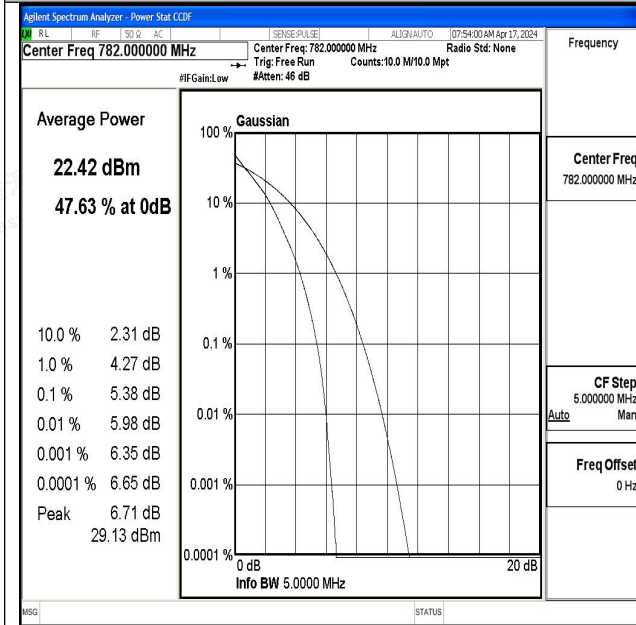 Agilent Spectrum Analyzer - Power Stat CCDF
RL RF 50 Ω AC SENSE:PULSE ALIGN AUTO 07:54:00 AM Apr 17, 2024
Center Freq 782.000000 MHz
Center Freq: 782.000000 MHz
Radio Std: None
Trig: Free Run
Counts:10.0 M/10.0 Mpt
#IFGain:Low
#Atten: 46 dB
Average Power
22.42 dBm
47.63 % at 0dB
10.0 % 2.31 dB
1.0 % 4.27 dB
0.1 % 5.38 dB
0.01 % 5.98 dB
0.001 % 6.35 dB
0.0001 % 6.65 dB
Peak 6.71 dB
29.13 dBm
Gaussian
100 %
10 %
1 %
0.1 %
0.01 %
0.001 %
0.0001 %
0 dB
20 dB
Info BW 5.0000 MHz
Frequency
Center Freq
782.000000 MHz
CF Step
5.000000 MHz
Auto Man
Freq Offset
0 Hz
MSG
STATUS